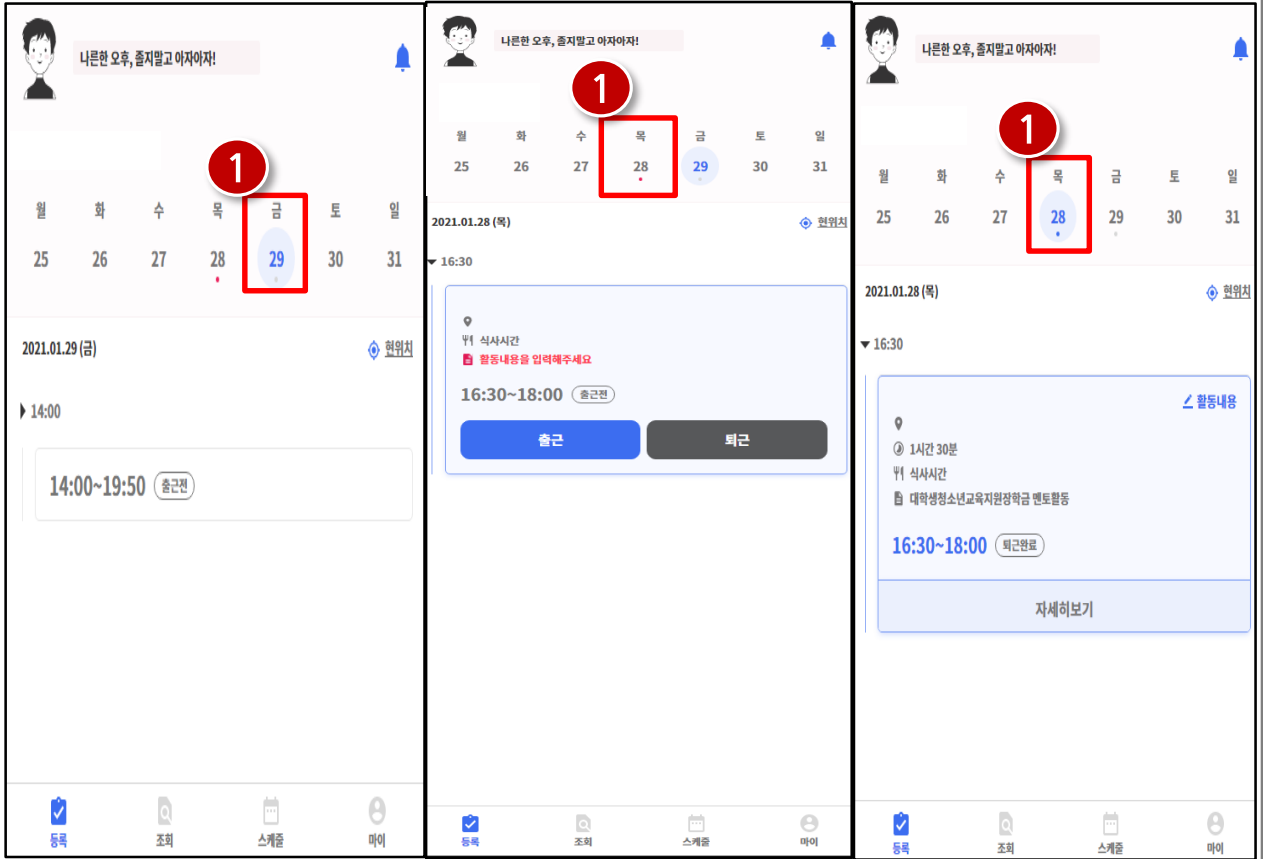 나른한 오후, 졸지말고 아자아자!
1
월 화 수 목 금 토 일
25 26 27 28 29 30 31
2021.01.29 (금)
현위치
14:00
14:00~19:50 출근전
등록 조회 스케줄 마이
나른한 오후, 졸지말고 아자아자!
1
월 화 수 목 금 토 일
25 26 27 28 29 30 31
2021.01.28 (목)
현위치
16:30
식사시간
활동내용을 입력해주세요
16:30~18:00 출근전
출근 퇴근
등록 조회 스케줄 마이
나른한 오후, 졸지말고 아자아자!
1
월 화 수 목 금 토 일
25 26 27 28 29 30 31
2021.01.28 (목)
현위치
16:30
활동내용
1시간 30분
식사시간
대학생청소년교육지원장학금 멘토활동
16:30~18:00 퇴근완료
자세히보기
등록 조회 스케줄 마이